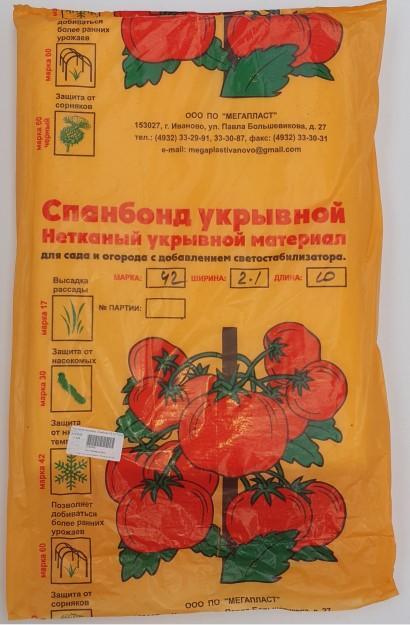 добиваться
более ранних
урожаев
марка 60
Защита от
сорняков
марка 60
черный
ООО ПО "МЕГАПЛАСТ"
153027, г. Иваново, ул. Павла Большевикова, д. 27
тел.: (4932) 33-29-91, 33-30-87, факс: (4932) 33-30-31
e-mail: megaplastivanovo@gmail.com
Спанбонд укрывной
Нетканый укрывной материал
для сада и огорода с добавлением светостабилизатора.
МАРКА: 42 ШИРИНА: 2.1 ДЛИНА: 10
№ ПАРТИИ:
Высадка
рассады
марка 17
Защита от
насекомых
марка 30
Защита
от
марка 42
Позволяет
добиваться
более ранних
урожаев
марка 60
Защита от
сорняков
ООО ПО "МЕГАПЛАСТ"